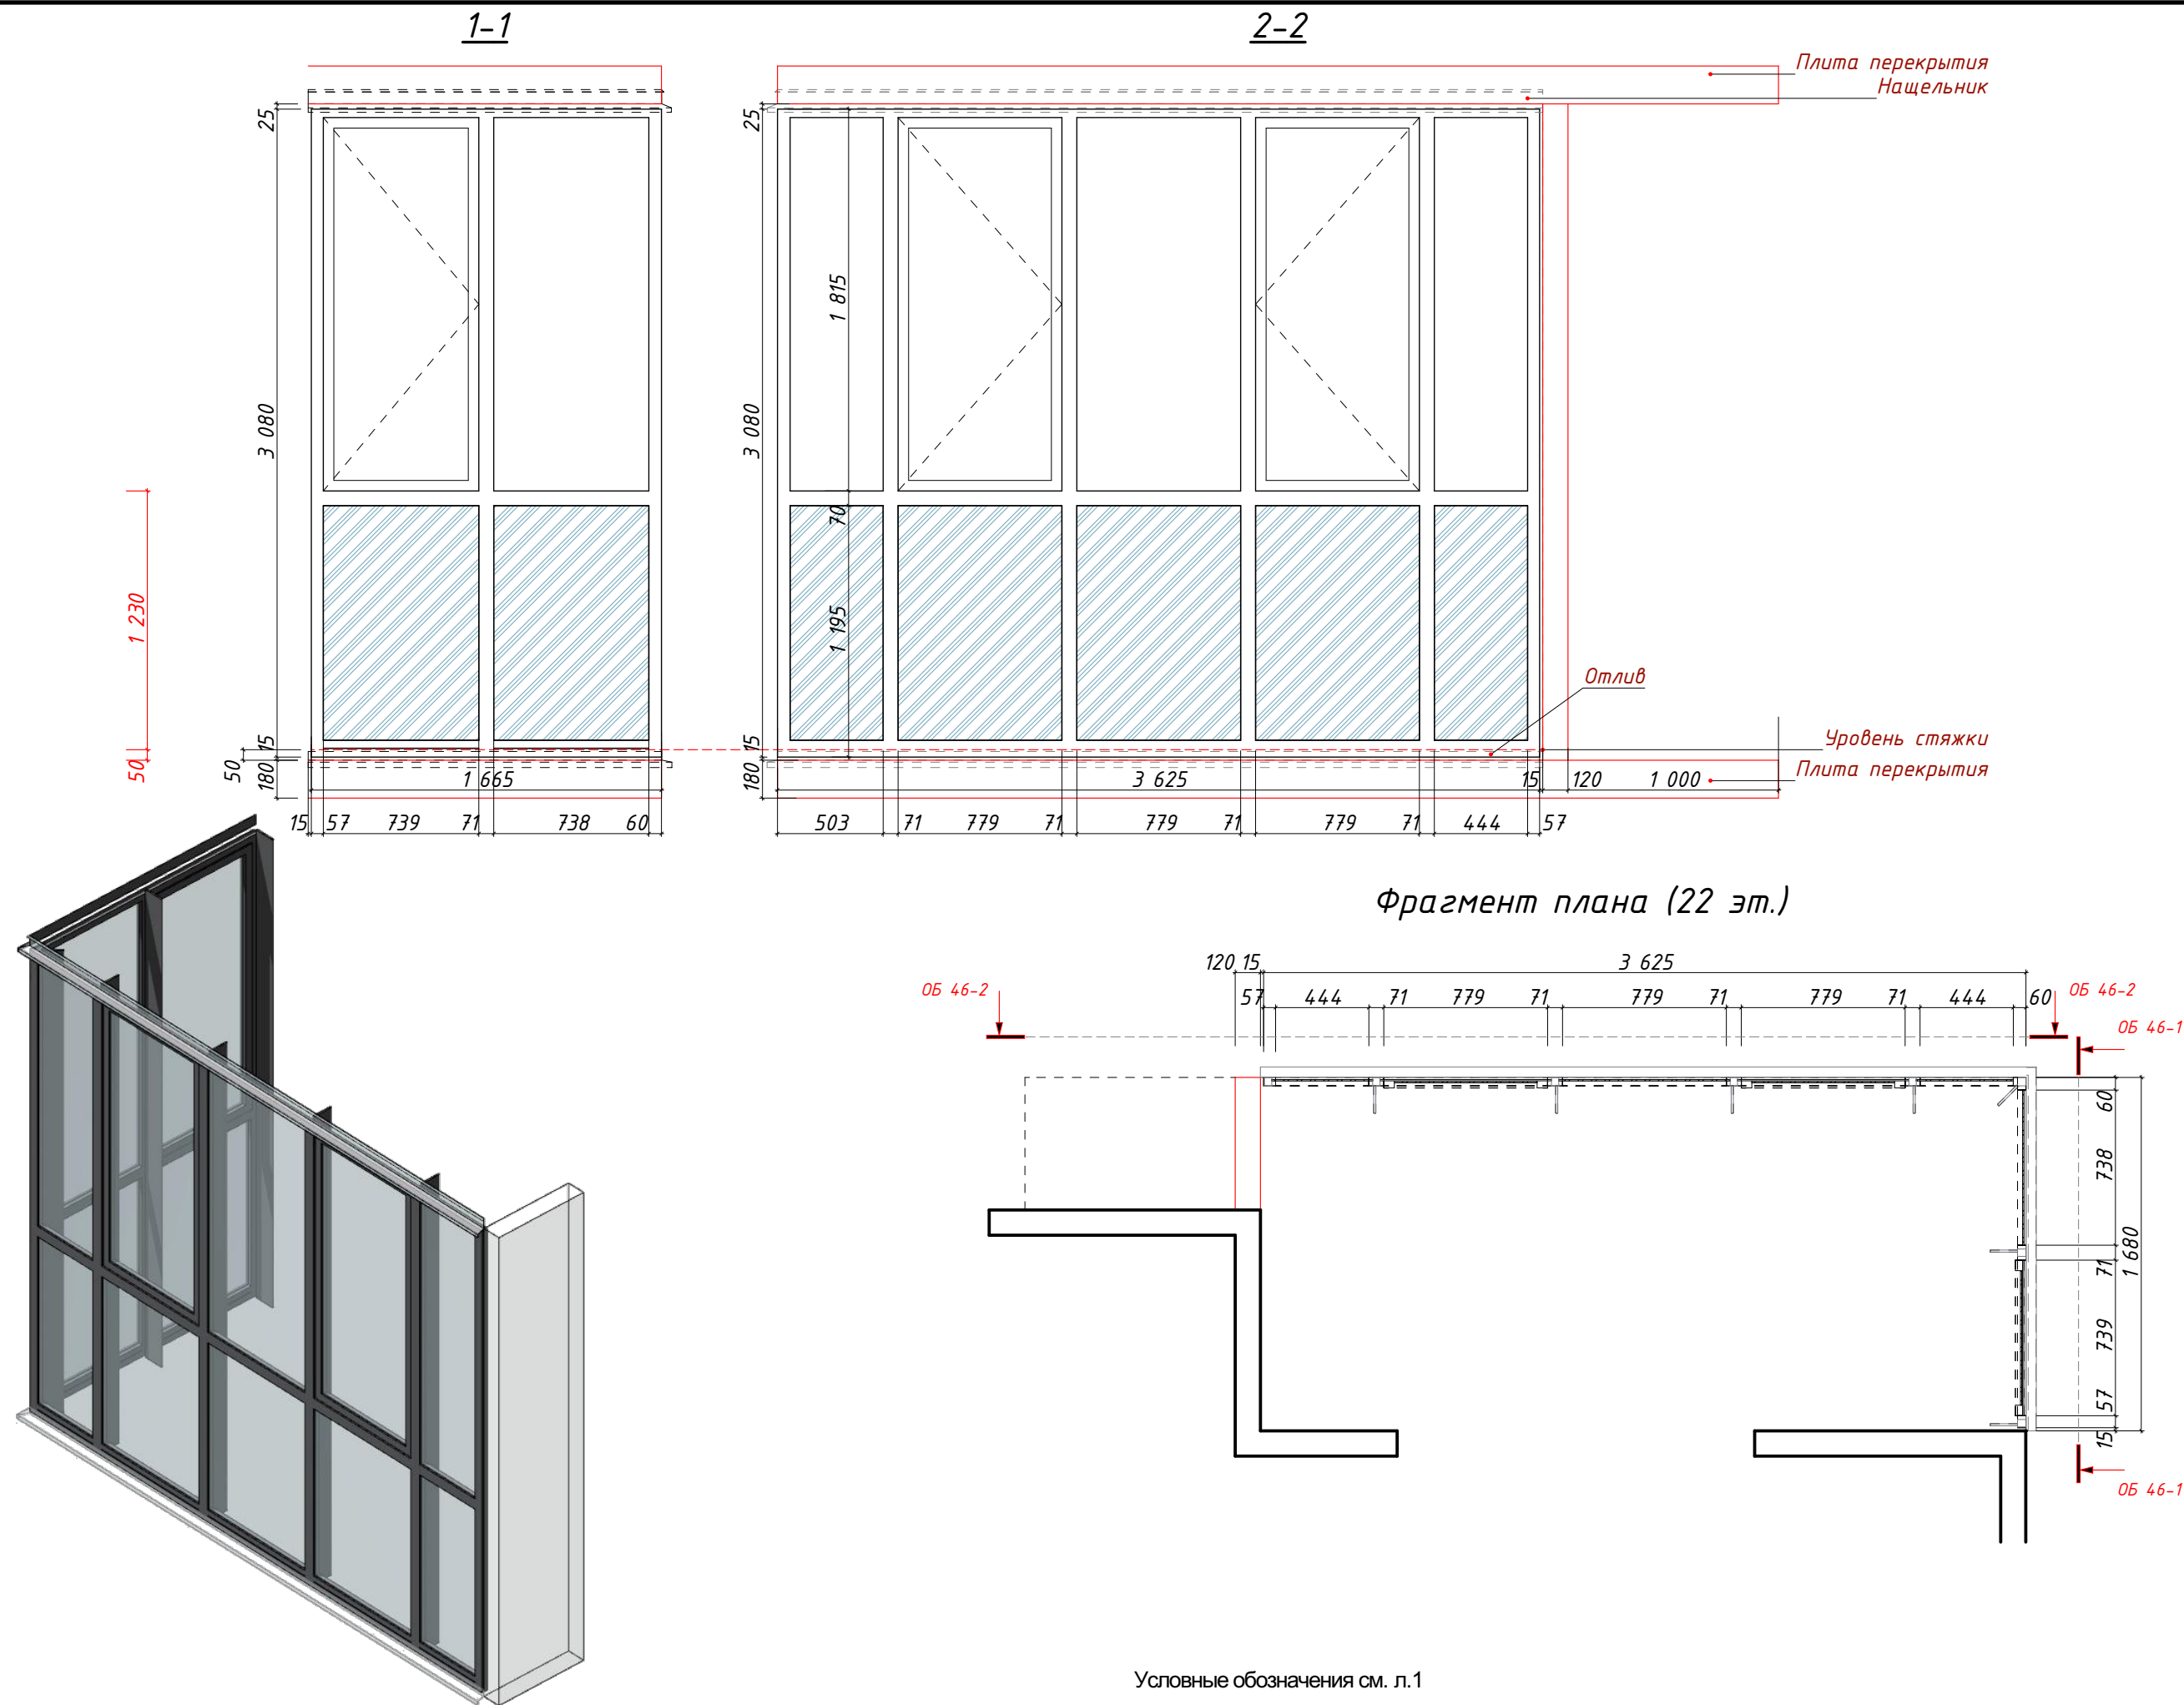 1-1
2-2
Плита перекрытия
Нащельник
25
25
1 815
3 080
3 080
70
1 230
1 195
Отлив
50
50
15
180
15
180
Уровень стяжки
Плита перекрытия
1 665
3 625
15
120
1 000
15 57 739 71 738 60
503 71 779 71 779 71 779 71 444 57
Фрагмент плана (22 эт.)
120 15 3 625
ОБ 46-2
57 444 71 779 71 779 71 779 71 444 60
ОБ 46-2
ОБ 46-1
60
738
71
1 680
739
57
15
ОБ 46-1
Условные обозначения см. л.1